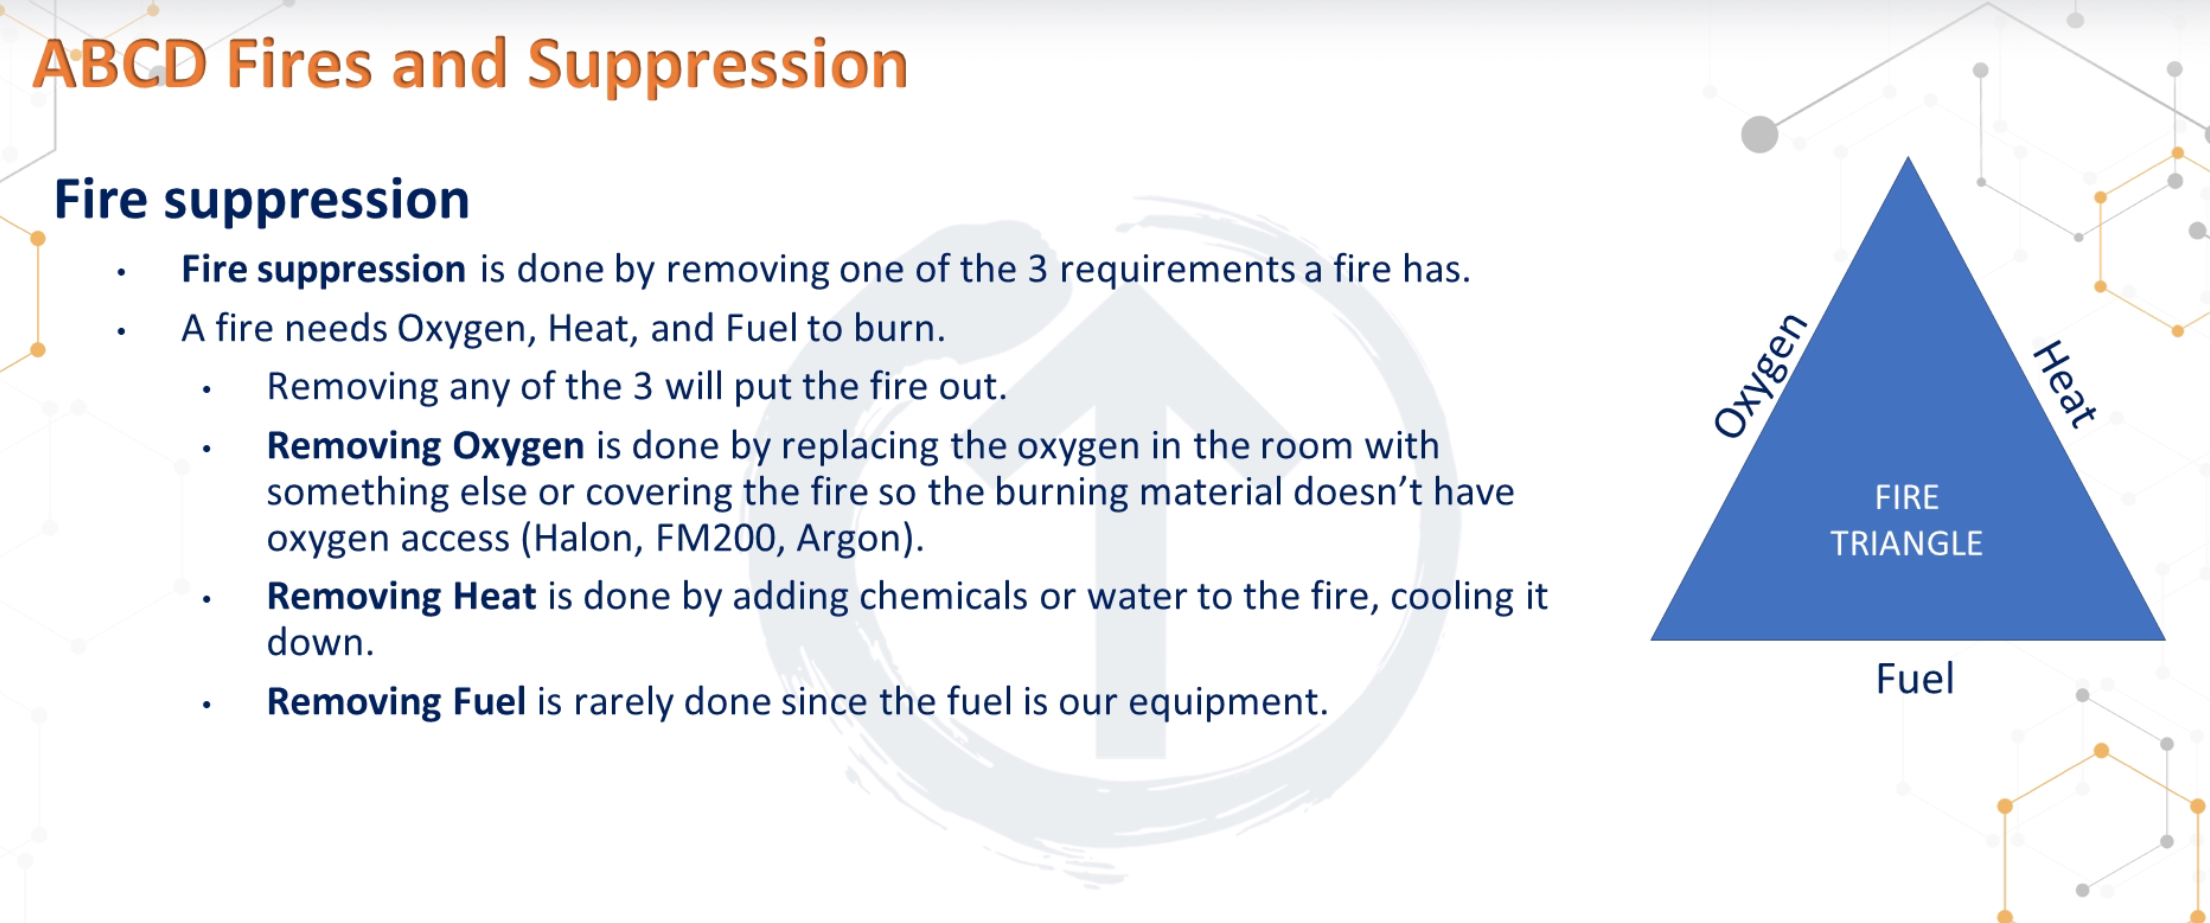 ABCD Fires and Suppression
Fire suppression
• Fire suppression is done by removing one of the 3 requirements a fire has.
• A fire needs Oxygen, Heat, and Fuel to burn.
• Removing any of the 3 will put the fire out.
• Removing Oxygen is done by replacing the oxygen in the room with
something else or covering the fire so the burning material doesn’t have
oxygen access (Halon, FM200, Argon).
• Removing Heat is done by adding chemicals or water to the fire, cooling it
down.
• Removing Fuel is rarely done since the fuel is our equipment.
Oxygen
Heat
FIRE
TRIANGLE
Fuel